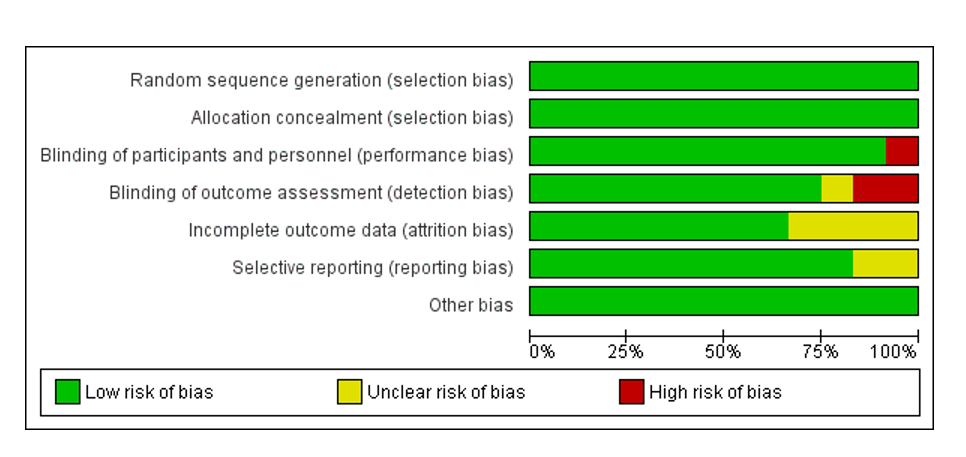 Random sequence generation (selection bias)
Allocation concealment (selection bias)
Blinding of participants and personnel (performance bias)
Blinding of outcome assessment (detection bias)
Incomplete outcome data (attrition bias)
Selective reporting (reporting bias)
Other bias
0% 25% 50% 75% 100%
Low risk of bias Unclear risk of bias High risk of bias